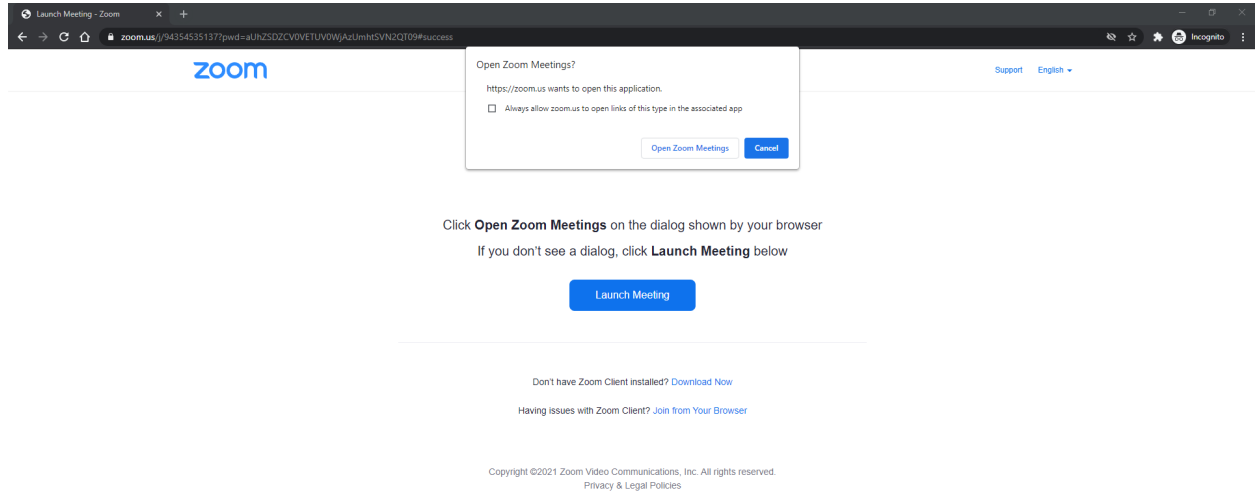 Launch Meeting - Zoom
zoom.us/j/94354535137?pwd=aUhZSDZCV0VETUV0WjAzUmhtSVN2QT09#success
Incognito
zoom
Support English
Open Zoom Meetings?
https://zoom.us wants to open this application.
Always allow zoom.us to open links of this type in the associated app
Open Zoom Meetings Cancel
Click Open Zoom Meetings on the dialog shown by your browser
If you don't see a dialog, click Launch Meeting below
Launch Meeting
Don't have Zoom Client installed? Download Now
Having issues with Zoom Client? Join from Your Browser
Copyright ©2021 Zoom Video Communications, Inc. All rights reserved.
Privacy & Legal Policies